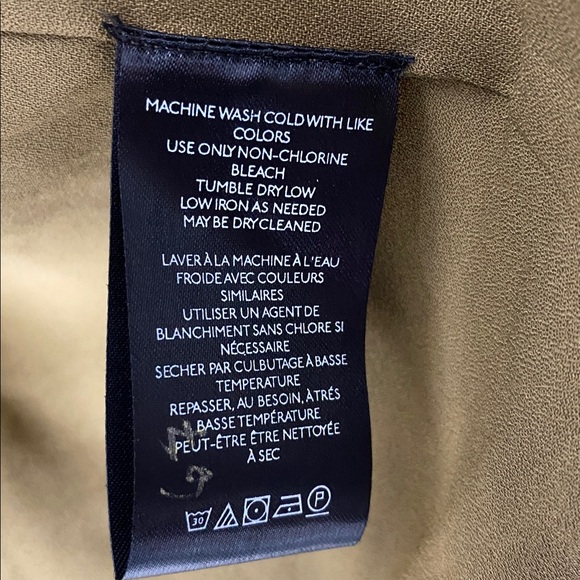 MACHINE WASH COLD WITH LIKE
COLORS
USE ONLY NON-CHLORINE
BLEACH
TUMBLE DRY LOW
LOW IRON AS NEEDED
MAY BE DRYCLEANED
LAVER À LA MACHINE À L'EAU
FROIDE AVEC COULEURS
SIMILAIRES
UTILISER UN AGENT DE
BLANCHIMENT SANS CHLORE SI
NÉCESSAIRE
SECHER PAR CULBUTAGE À BASSE
TEMPERATURE
REPASSER, AU BESOIN, À TRÉS
BASSE TEMPÉRATURE
PEUT-ÊTRE ÊTRE NETTOYÉE
À SEC
30 P